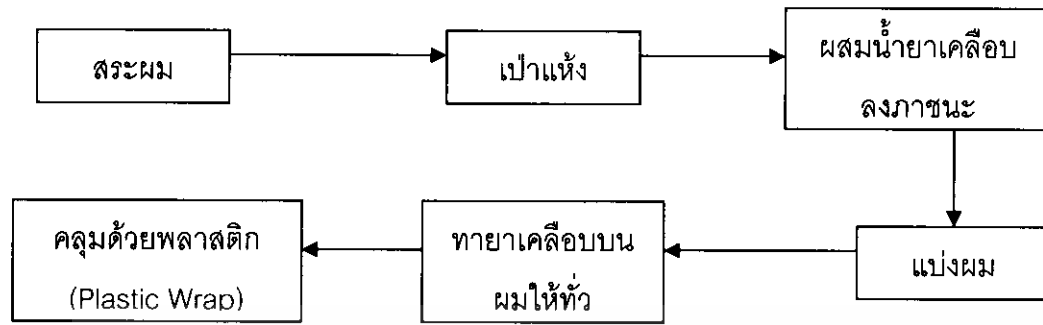 สระผม
เป่าแห้ง
ผสมน้ำยาเคลือบ
ลงภาชนะ
แบ่งผม
ทายาเคลือบบน
ผมให้ทั่ว
คลุมด้วยพลาสติก
(Plastic Wrap)